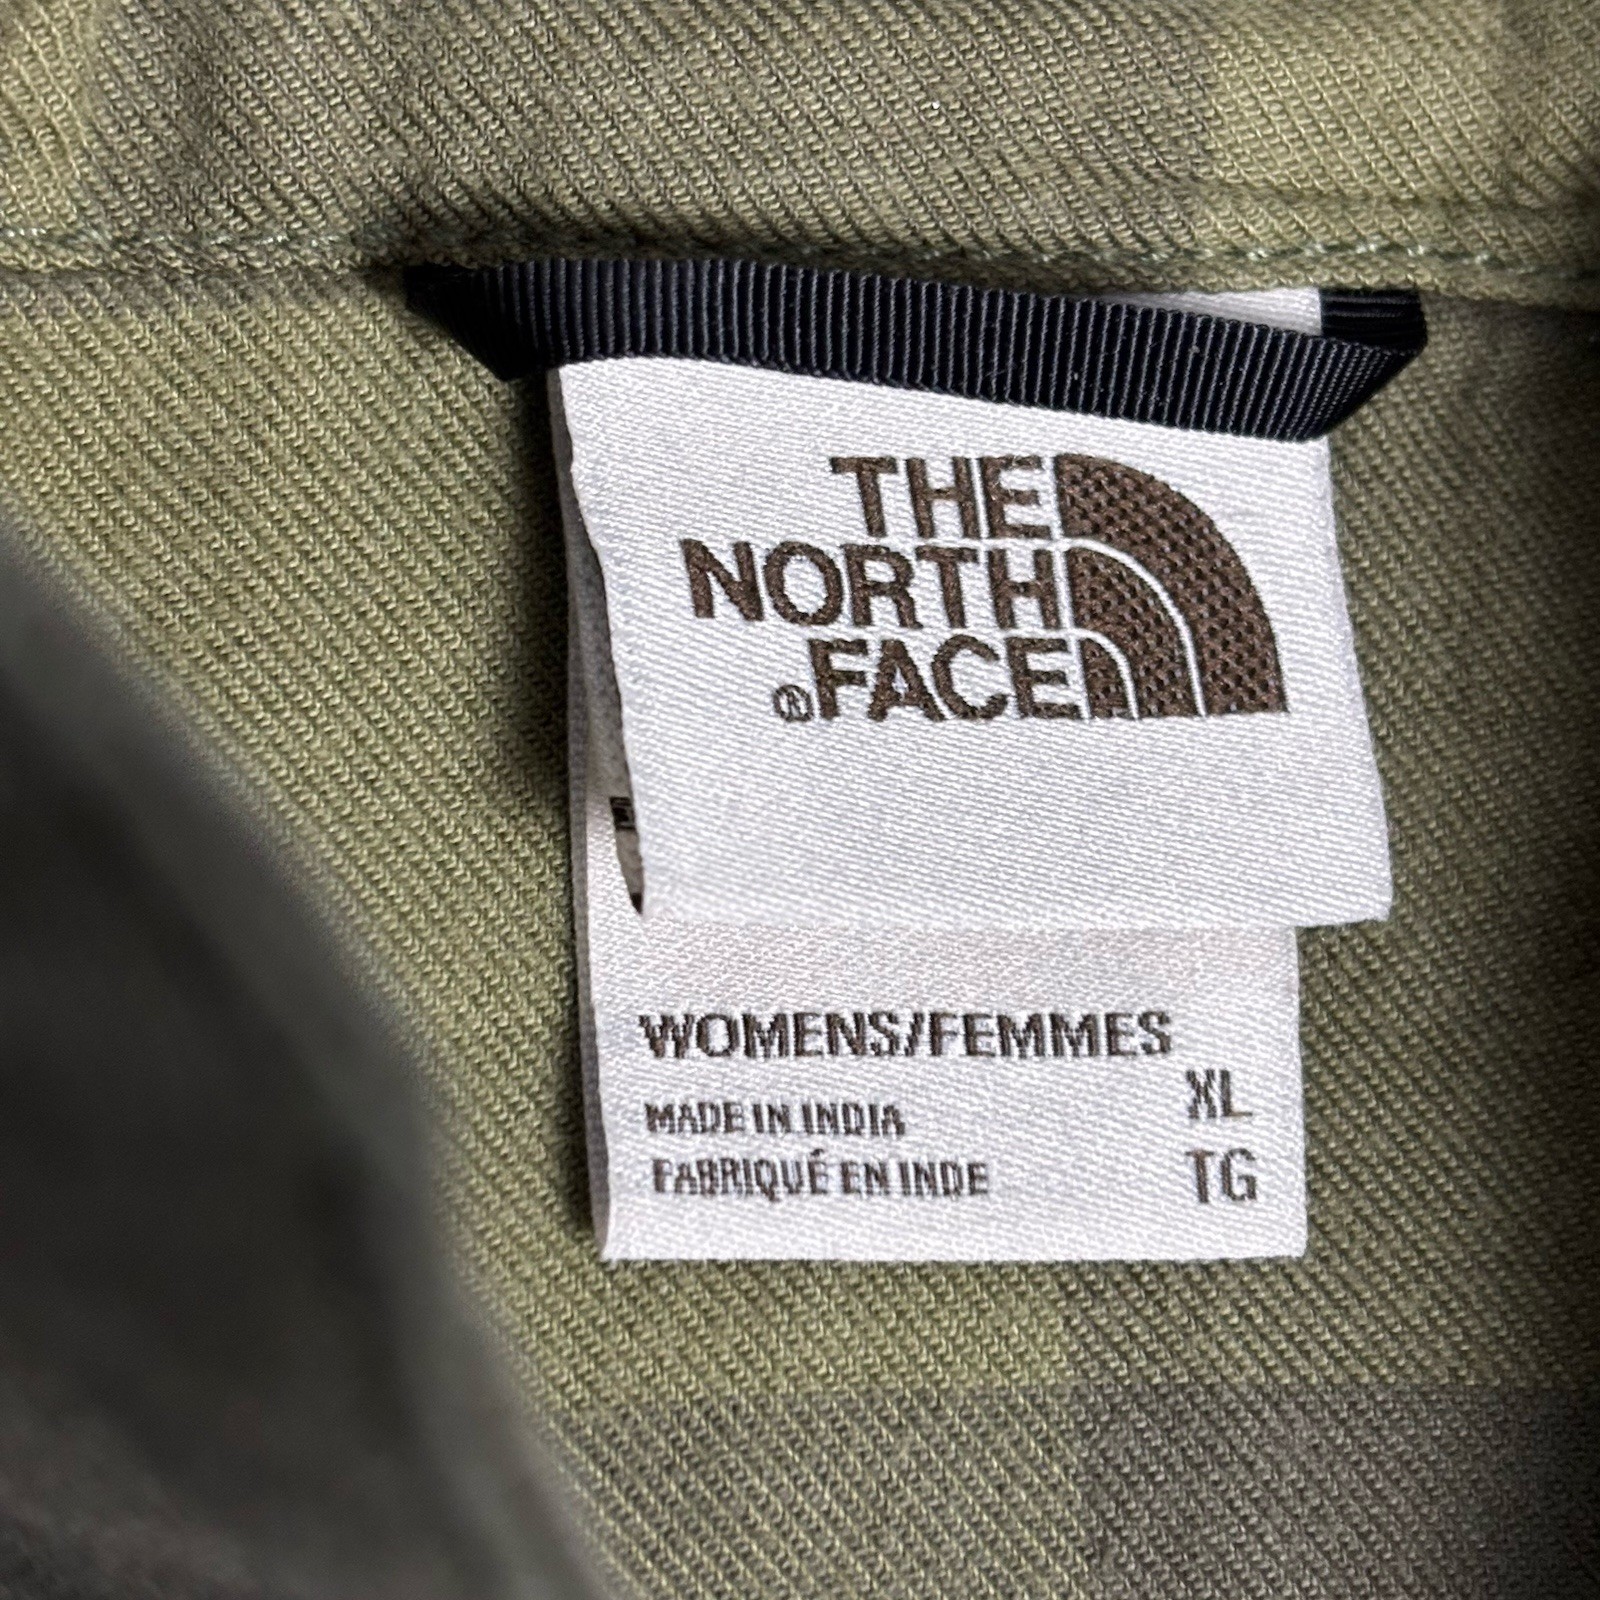 THE
NORTH
®FACE
WOMENS/FEMMES
XL
MADE IN INDIA
FABRIQUÉ EN INDE
TG